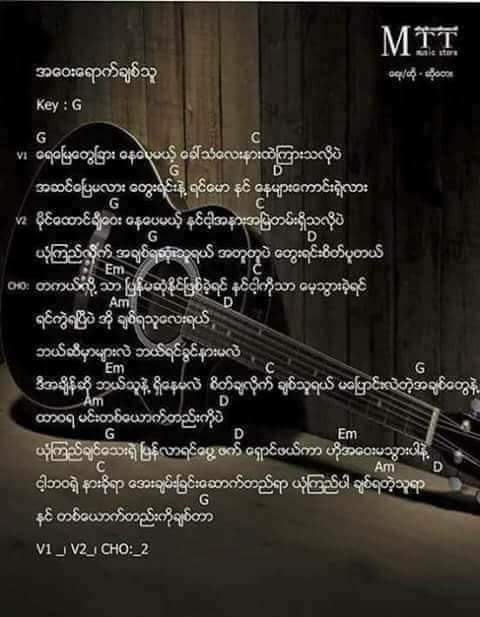 MTT
music store
အဝေးရောက်ချစ်သူ
ရေး/ဆို - ဆိုတေး
Key : G
G C
V1 ရေမြေတွေခြား နေပေမယ့် ခေါ်သံလေးနားထဲကြားသလိုပဲ
G D
အဆင်ပြေမလား တွေးရင်းနဲ့ ရင်မော နင် နေများကောင်းရဲ့လား
G C
V2 မိုင်ထောင်ချီဝေး နေပေမယ့် နင်ငါ့အနားအမြဲတမ်းရှိသလိုပဲ
G D
ယုံကြည်လိုက် အချစ်ရဆုံးသူရယ် အတူတူပဲ တွေးရင်းစိတ်ပူတယ်
Em C
CHO: တကယ်လို့ သာ ပြန်မဆုံနိုင်ဖြစ်ခဲ့ရင် နင်ငါ့ကိုသာ မေ့သွားခဲ့ရင်
Am D
ရင်ကွဲရပြီပဲ အို ချစ်ရသူလေးရယ်
ဘယ်ဆီမှာများလဲ ဘယ်ရင်ခွင်နားမလဲ
Em C G
ဒီအချိန်ဆို ဘယ်သူနဲ့ ရှိနေမလဲ စိတ်ချလိုက် ချစ်သူရယ် မပြောင်းလဲတဲ့အချစ်တွေနဲ့
Am D
ထာဝရ မင်းတစ်ယောက်တည်းကိုပဲ
G D Em
ယုံကြည်ချင်သေးရဲ့ ပြန်လာရင်ပွေ့ ဖက် ရှောင်ဖယ်ကာ ဟိုအဝေးမသွားပါနဲ့
C Am D
ငါ့ဘဝရဲ့ နားခိုရာ အေးချမ်းခြင်းဆောက်တည်ရာ ယုံကြည်ပါ ချစ်ရတဲ့သူရာ
G
နင် တစ်ယောက်တည်းကိုချစ်တာ
V1 _၊ V2_၊ CHO:_2